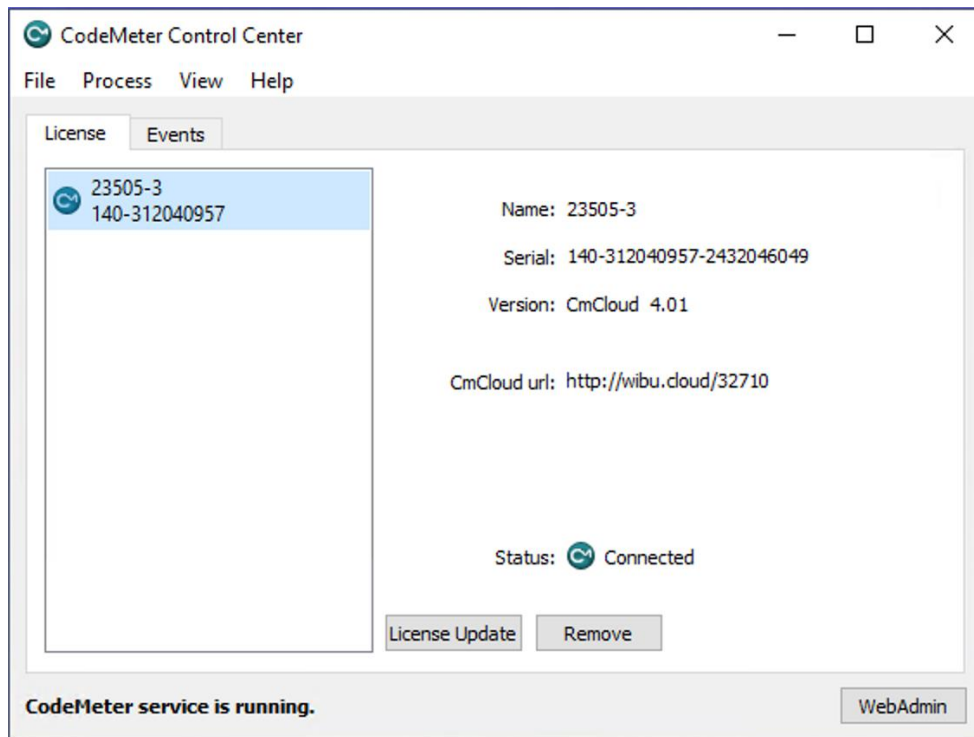 CodeMeter Control Center
File Process View Help
License Events
23505-3
140-312040957
Name: 23505-3
Serial: 140-312040957-2432046049
Version: CmCloud 4.01
CmCloud url: http://wibu.cloud/32710
Status: Connected
License Update Remove
CodeMeter service is running.
WebAdmin